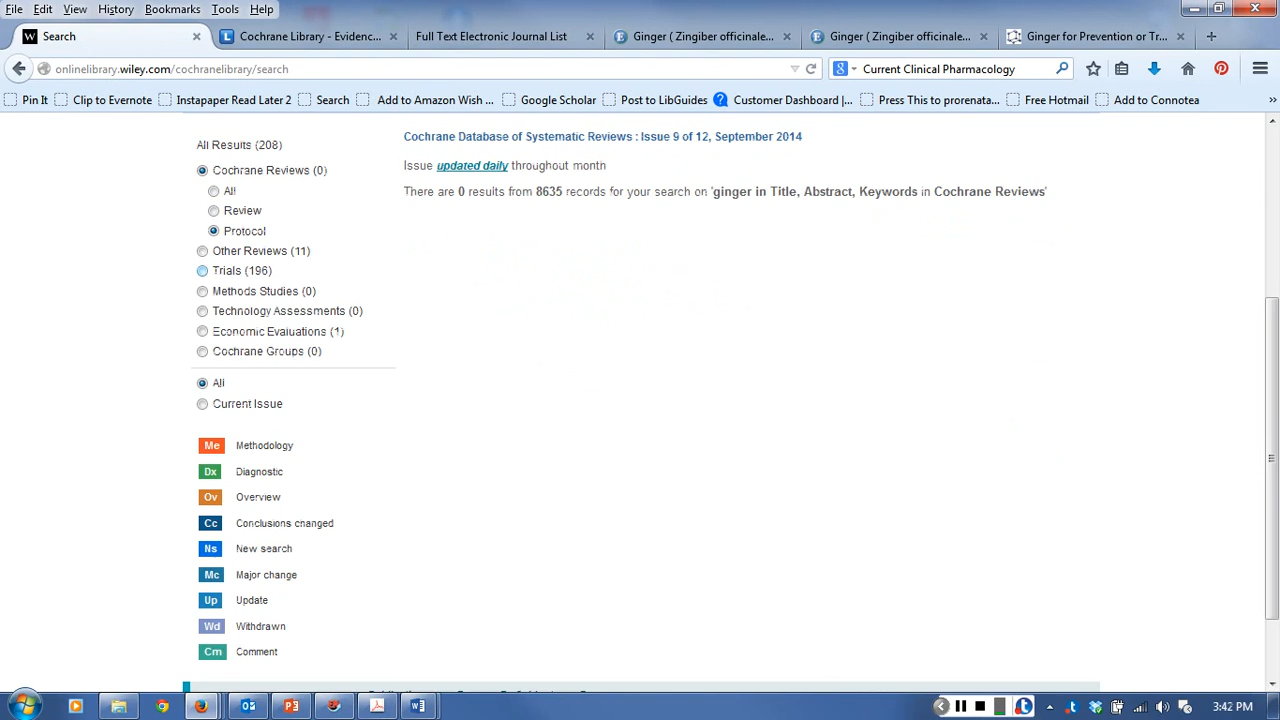 File Edit View History Bookmarks Tools Help
W Search
L Cochrane Library - Evidenc...
Full Text Electronic Journal List
E Ginger ( Zingiber officinale...
E Ginger ( Zingiber officinale...
Ginger for Prevention or Tr...
onlinelibrary.wiley.com/cochranelibrary/search
8 Current Clinical Pharmacology
Pin It Clip to Evernote Instapaper Read Later 2 Search Add to Amazon Wish ... Google Scholar Post to LibGuides ? Customer Dashboard |... Press This to prorenata... Free Hotmail Add to Connotea »
All Results (208)
Cochrane Reviews (0)
All
Review
Protocol
Other Reviews (11)
Trials (196)
Methods Studies (0)
Technology Assessments (0)
Economic Evaluations (1)
Cochrane Groups (0)
All
Current Issue
Me Methodology
Dx Diagnostic
Ov Overview
Cc Conclusions changed
Ns New search
Mc Major change
Up Update
Wd Withdrawn
Cm Comment
Cochrane Database of Systematic Reviews : Issue 9 of 12, September 2014
Issue updated daily throughout month
There are 0 results from 8635 records for your search on 'ginger in Title, Abstract, Keywords in Cochrane Reviews'
3:42 PM